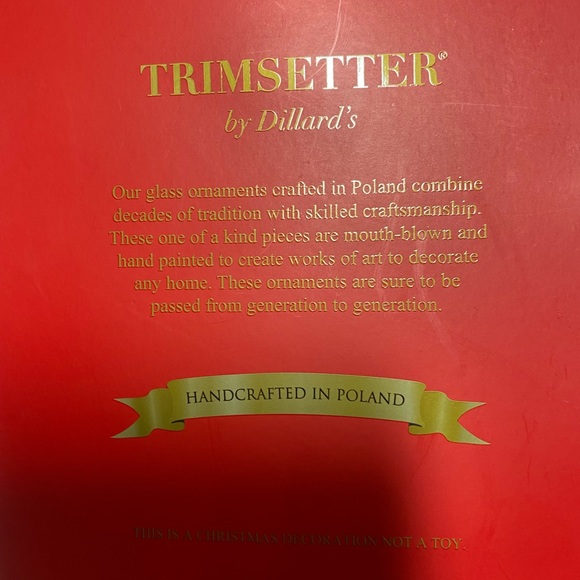 TRIMSETTER®
by Dillard's
Our glass ornaments crafted in Poland combine
decades of tradition with skilled craftsmanship.
These one of a kind pieces are mouth-blown and
hand painted to create works of art to decorate
any home. These ornaments are sure to be
passed from generation to generation.
HANDCRAFTED IN POLAND
THIS IS A CHRISTMAS DECORATION NOT A TOY.